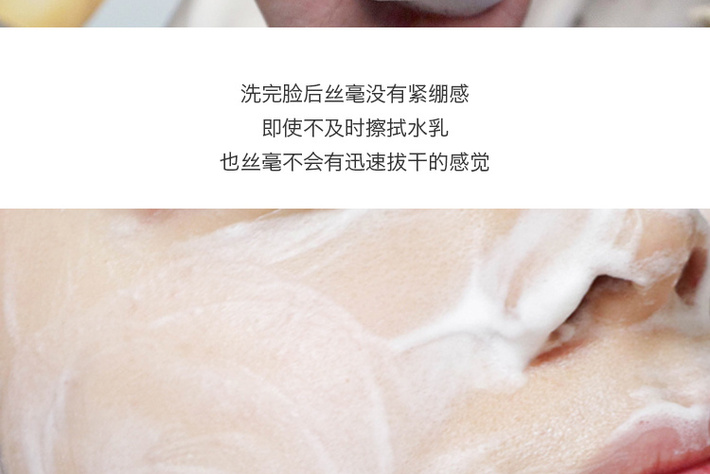 洗完脸后丝毫没有紧绷感
即使不及时擦拭水乳
也丝毫不会有迅速拔干的感觉